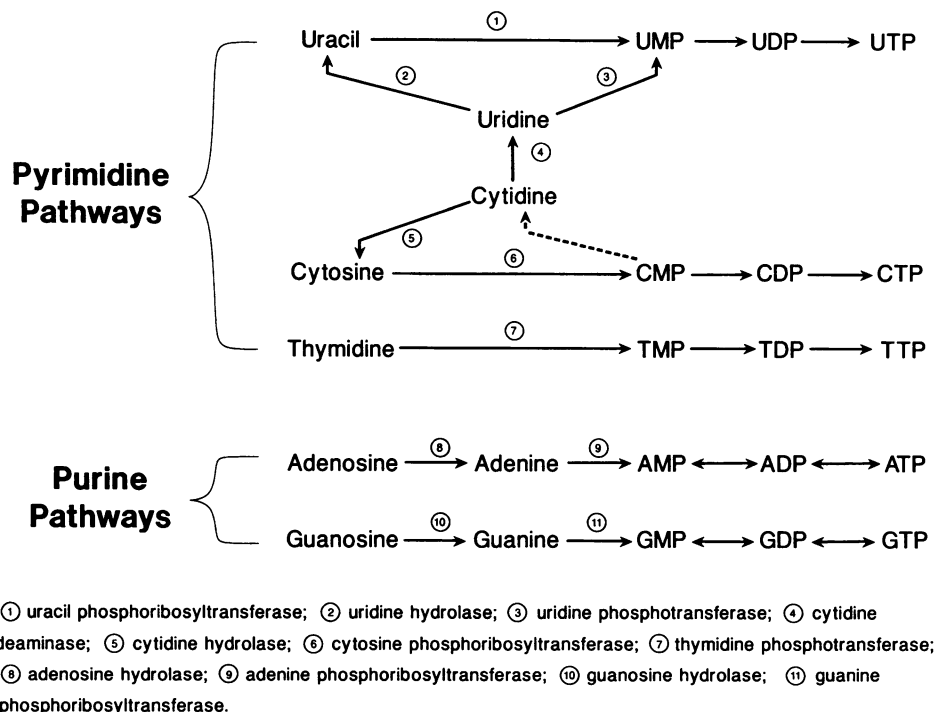 ①
Uracil UMP UDP UTP
② ③
Uridine
④
Pyrimidine
Pathways
Cytidine
⑤ ⑥
Cytosine CMP CDP CTP
⑦
Thymidine TMP TDP TTP
⑧ ⑨
Adenosine Adenine AMP ADP ATP
Purine
Pathways
⑩ ⑪
Guanosine Guanine GMP GDP GTP
① uracil phosphoribosyltransferase; ② uridine hydrolase; ③ uridine phosphotransferase; ④ cytidine
deaminase; ⑤ cytidine hydrolase; ⑥ cytosine phosphoribosyltransferase; ⑦ thymidine phosphotransferase;
⑧ adenosine hydrolase; ⑨ adenine phosphoribosyltransferase; ⑩ guanosine hydrolase; ⑪ guanine
phosphoribosyltransferase.